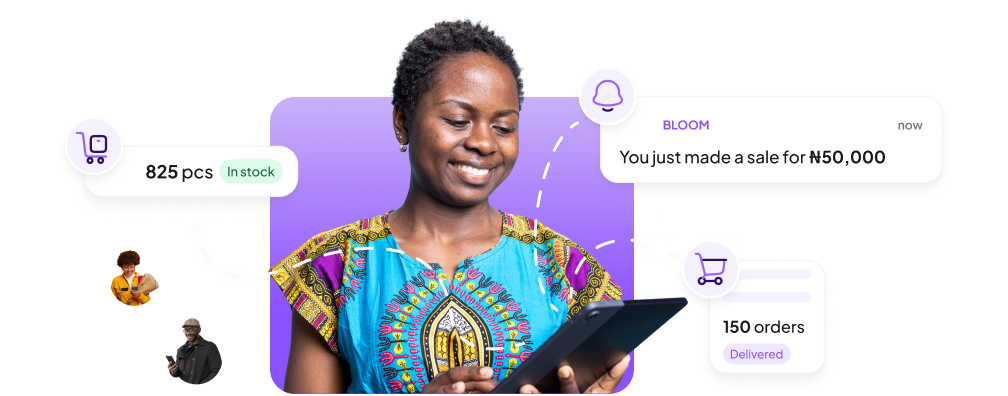 BLOOM
now
You just made a sale for ₦50,000
825 pcs
In stock
150 orders
Delivered